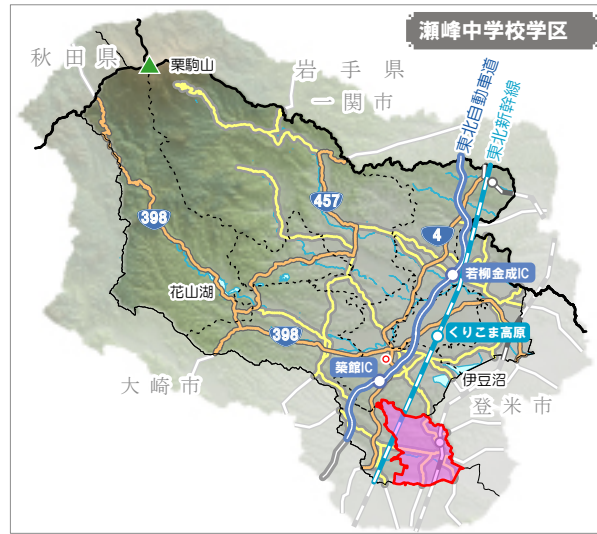 瀬峰中学校学区
秋田県
栗駒山
岩手県
一関市
東北自動車道
東北新幹線
457
398
4
若柳金成IC
花山湖
398
くりこま高原
築館IC
伊豆沼
大崎市
登米市